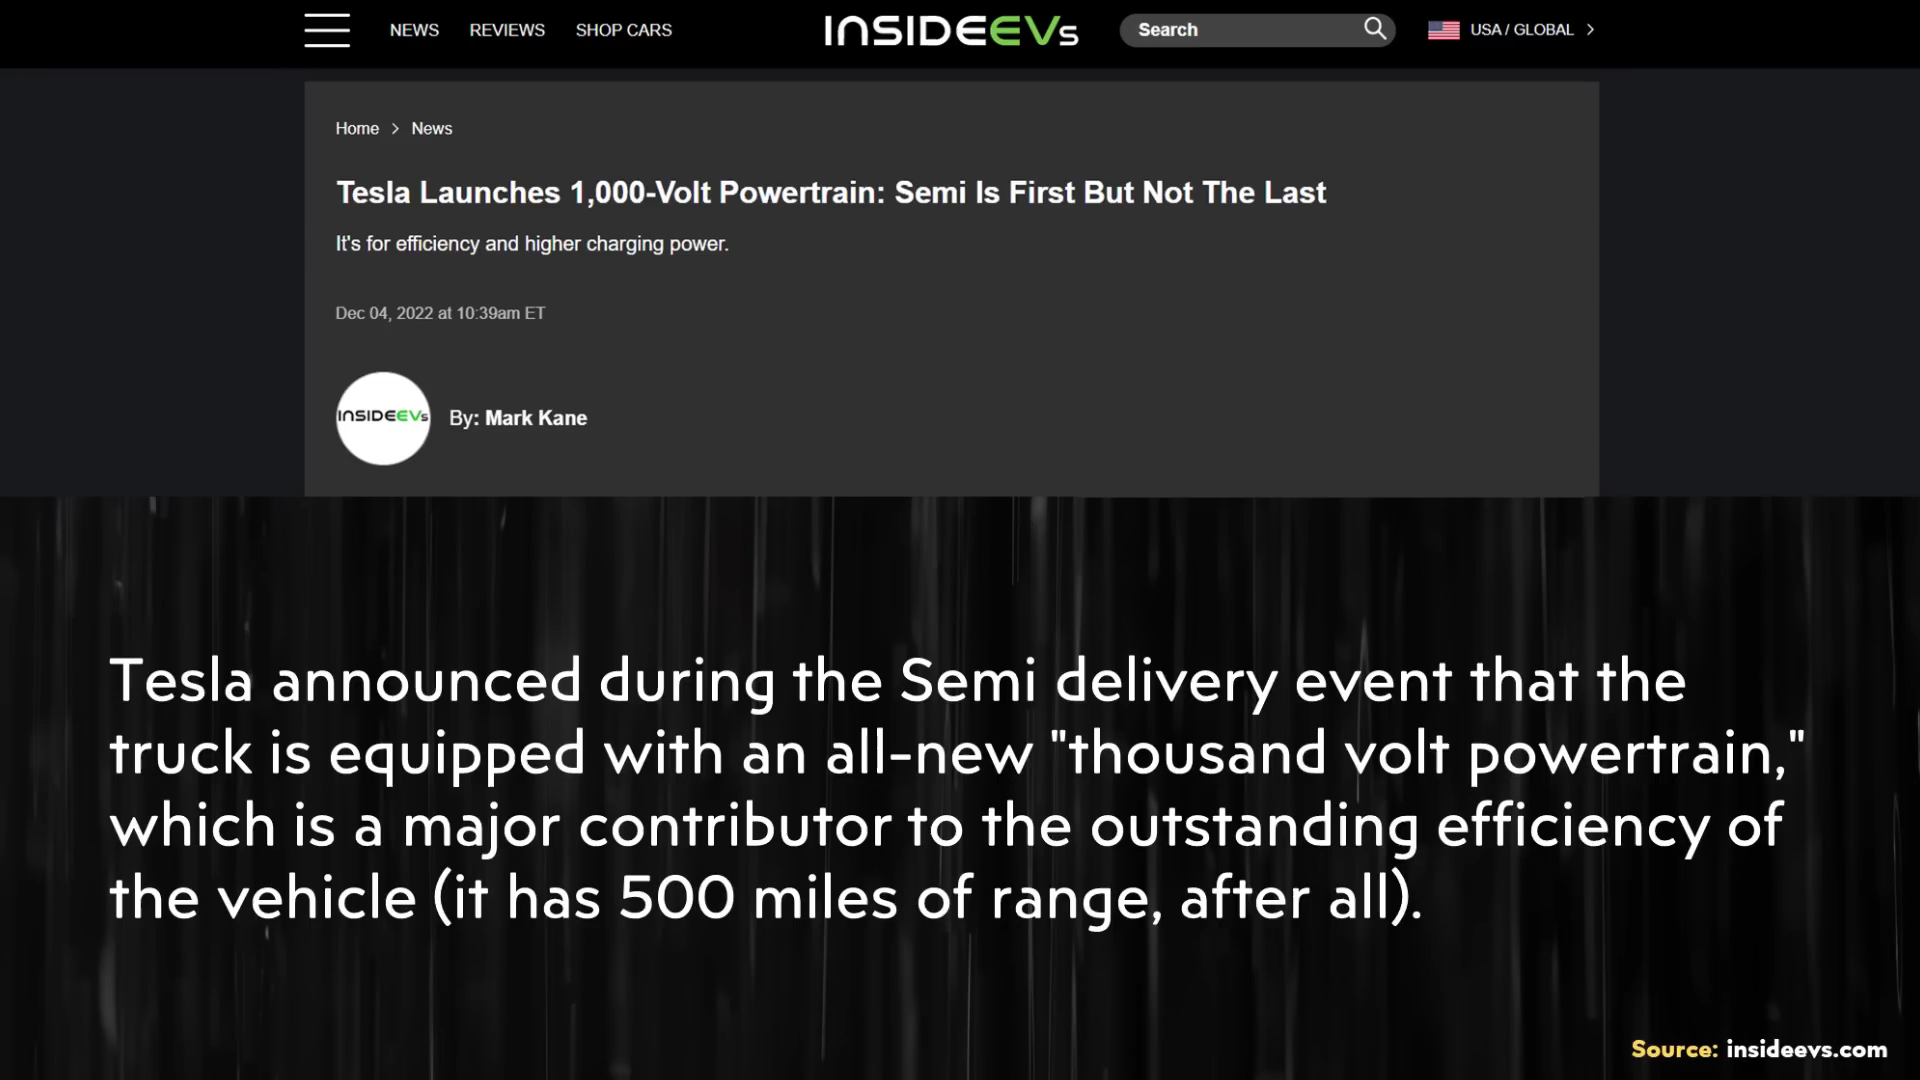 NEWS REVIEWS SHOP CARS INSIDEEVs Search USA / GLOBAL
Home > News
Tesla Launches 1,000-Volt Powertrain: Semi Is First But Not The Last
It's for efficiency and higher charging power.
Dec 04, 2022 at 10:39am ET
INSIDEEVs By: Mark Kane
Tesla announced during the Semi delivery event that the
truck is equipped with an all-new "thousand volt powertrain,"
which is a major contributor to the outstanding efficiency of
the vehicle (it has 500 miles of range, after all).
Source: insideevs.com